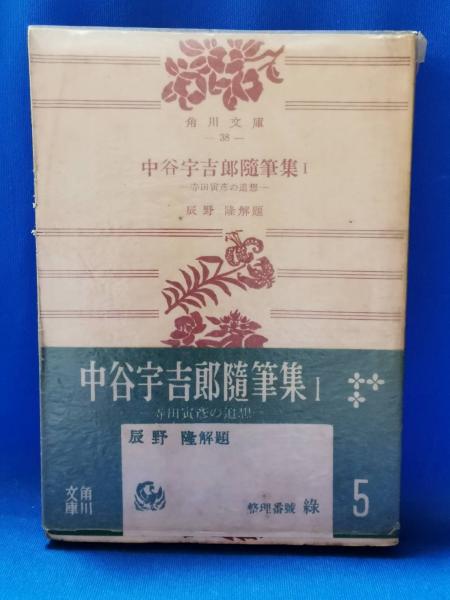 角川文庫
— 38 —
中谷宇吉郎隨筆集 I
—寺田寅彦の追想—
辰野 隆解題
中谷宇吉郎隨筆集 I
—寺田寅彦の追想—
辰野 隆解題
角川文庫
整理番號 綠
5